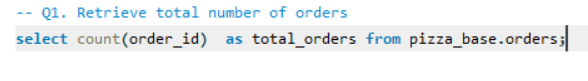 -- Q1. Retrieve total number of orders
select count(order_id)  as total_orders from pizza_base.orders;